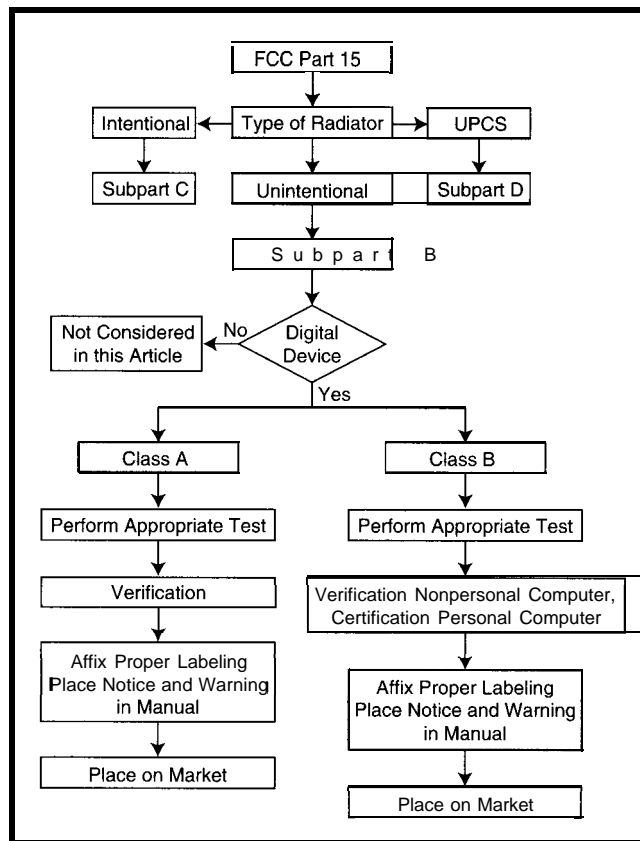 FCC Part 15
Intentional
Type of Radiator
UPCS
Subpart C
Unintentional
Subpart D
Subpart B
Not Considered
in this Article
No
Digital
Device
Yes
Class A
Class B
Perform Appropriate Test
Perform Appropriate Test
Verification
Verification Nonpersonal Computer,
Certification Personal Computer
Affix Proper Labeling
Place Notice and Warning
in Manual
Affix Proper Labeling
Place Notice and Warning
in Manual
Place on Market
Place on Market